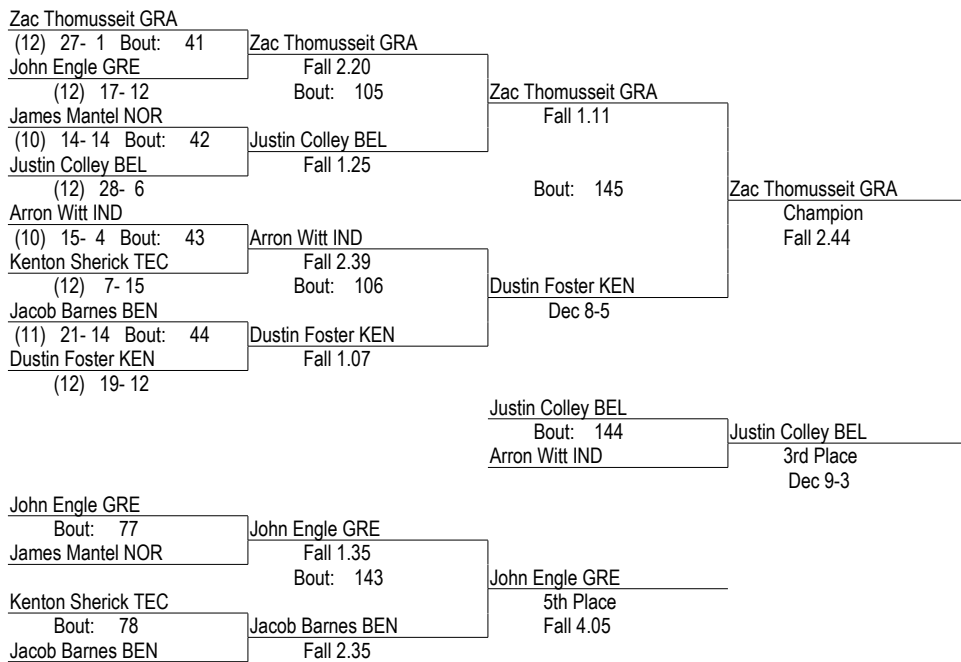 Zac Thomusseit GRA
(12) 27- 1 Bout: 41
John Engle GRE
(12) 17- 12
James Mantel NOR
(10) 14- 14 Bout: 42
Justin Colley BEL
(12) 28- 6
Arron Witt IND
(10) 15- 4 Bout: 43
Kenton Sherick TEC
(12) 7- 15
Jacob Barnes BEN
(11) 21- 14 Bout: 44
Dustin Foster KEN
(12) 19- 12
Zac Thomusseit GRA
Fall 2.20
Bout: 105
Justin Colley BEL
Fall 1.25
Arron Witt IND
Fall 2.39
Bout: 106
Dustin Foster KEN
Fall 1.07
Zac Thomusseit GRA
Fall 1.11
Bout: 145
Dustin Foster KEN
Dec 8-5
Zac Thomusseit GRA
Champion
Fall 2.44
Justin Colley BEL
Bout: 144
Arron Witt IND
Justin Colley BEL
3rd Place
Dec 9-3
John Engle GRE
Bout: 77
James Mantel NOR
Kenton Sherick TEC
Bout: 78
Jacob Barnes BEN
John Engle GRE
Fall 1.35
Bout: 143
Jacob Barnes BEN
Fall 2.35
John Engle GRE
5th Place
Fall 4.05